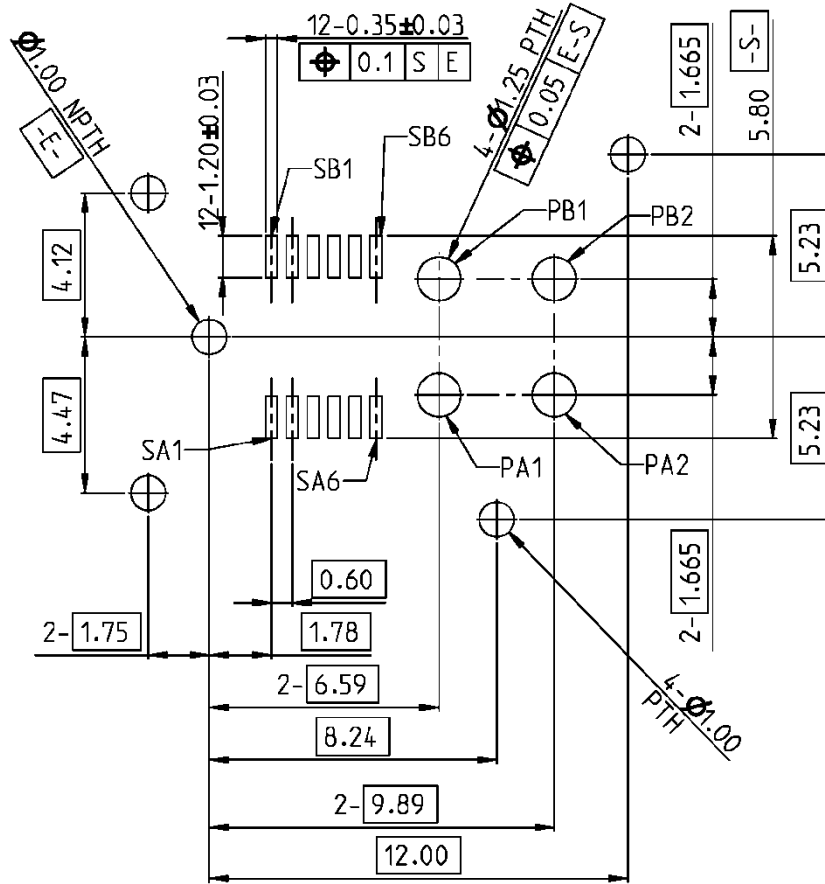 12-0.35±0.03
⌖ 0.1 S E
Ø1.00 NPTH
-E-
12-1.20±0.03
4-Ø1.25 PTH
⌖ 0.05 E-S
2-1.665
5.80 -S-
SB1
SB6
PB1
PB2
4.12
5.23
4.47
5.23
SA1
SA6
PA1
PA2
0.60
2-1.75
1.78
2-1.665
2-6.59
8.24
4-Ø1.00
PTH
2-9.89
12.00